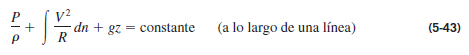 P/ρ + ∫ V²/R dn + gz = constante (a lo largo de una línea) (5-43)